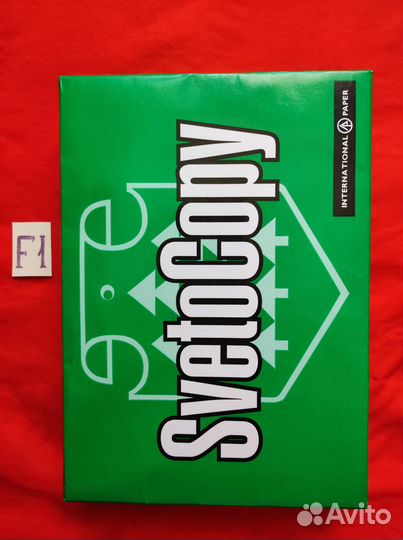 F1
SvetoCopy
INTERNATIONAL PAPER
Avito